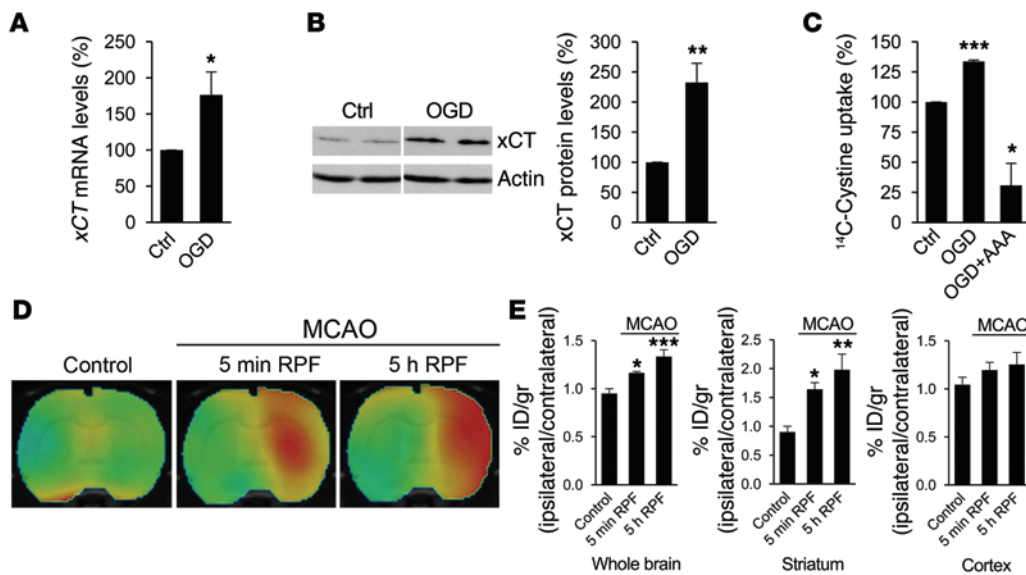 A
xCT mRNA levels (%)
250
200
150
100
50
0
*
Ctrl
OGD
B
Ctrl
OGD
xCT
Actin
xCT protein levels (%)
300
250
200
150
100
50
0
**
Ctrl
OGD
C
14C-Cystine uptake (%)
150
125
100
75
50
25
0
***
*
Ctrl
OGD
OGD+AAA
D
MCAO
Control
5 min RPF
5 h RPF
E
% ID/gr
(ipsilateral/contralateral)
1.5
1.0
0.5
0.0
MCAO
*
***
Control
5 min RPF
5 h RPF
Whole brain
% ID/gr
(ipsilateral/contralateral)
2.5
2.0
1.5
1.0
0.5
0.0
MCAO
*
**
Control
5 min RPF
5 h RPF
Striatum
% ID/gr
(ipsilateral/contralateral)
1.5
1.0
0.5
0.0
MCAO
Control
5 min RPF
5 h RPF
Cortex